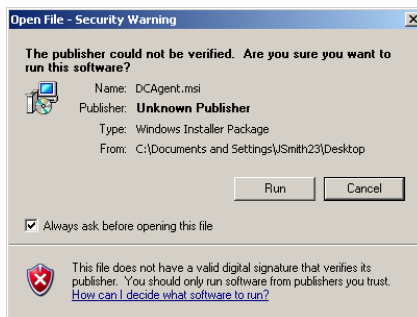 Open File - Security Warning
The publisher could not be verified. Are you sure you want to
run this software?
Name: DCAgent.msi
Publisher: Unknown Publisher
Type: Windows Installer Package
From: C:\Documents and Settings\JSmith23\Desktop
Run Cancel
Always ask before opening this file
This file does not have a valid digital signature that verifies its
publisher. You should only run software from publishers you trust.
How can I decide what software to run?